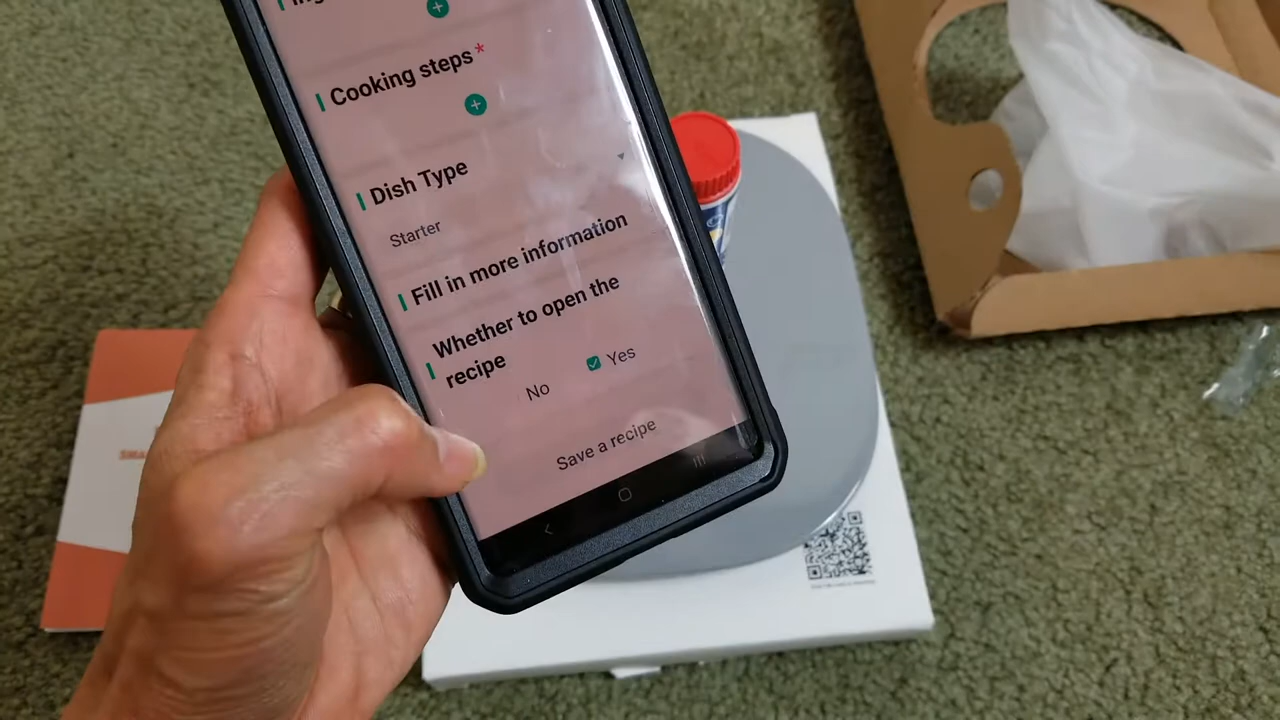 Cooking steps*
Dish Type
Starter
Fill in more information
Whether to open the
recipe
No
Yes
Save a recipe